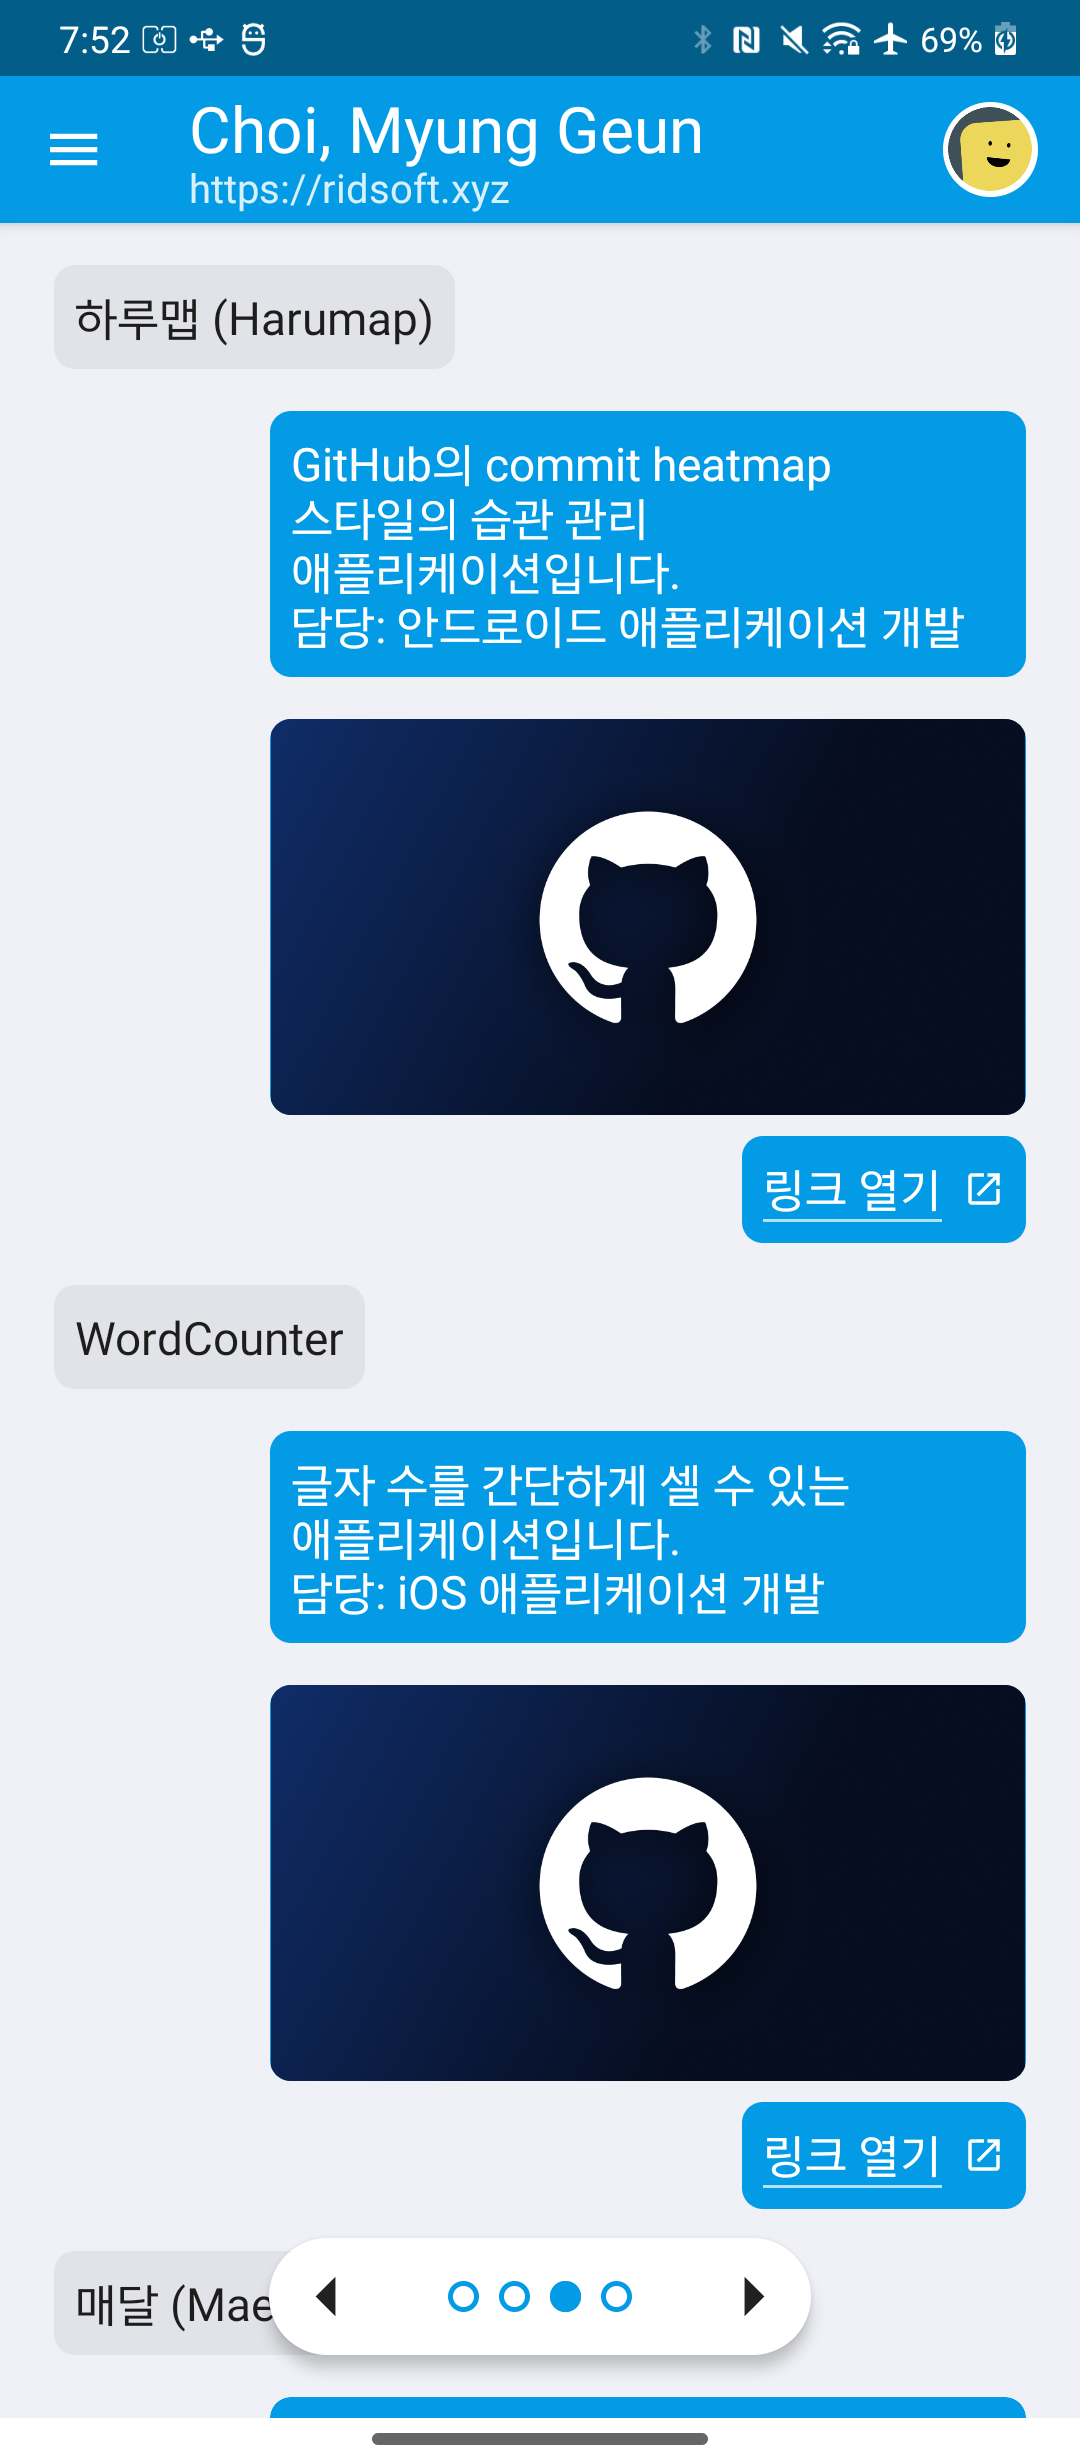 7:52
69%
Choi, Myung Geun
https://ridsoft.xyz
하루맵 (Harumap)
GitHub의 commit heatmap
스타일의 습관 관리
애플리케이션입니다.
담당: 안드로이드 애플리케이션 개발
링크 열기
WordCounter
글자 수를 간단하게 셀 수 있는
애플리케이션입니다.
담당: iOS 애플리케이션 개발
링크 열기
매달 (Mae